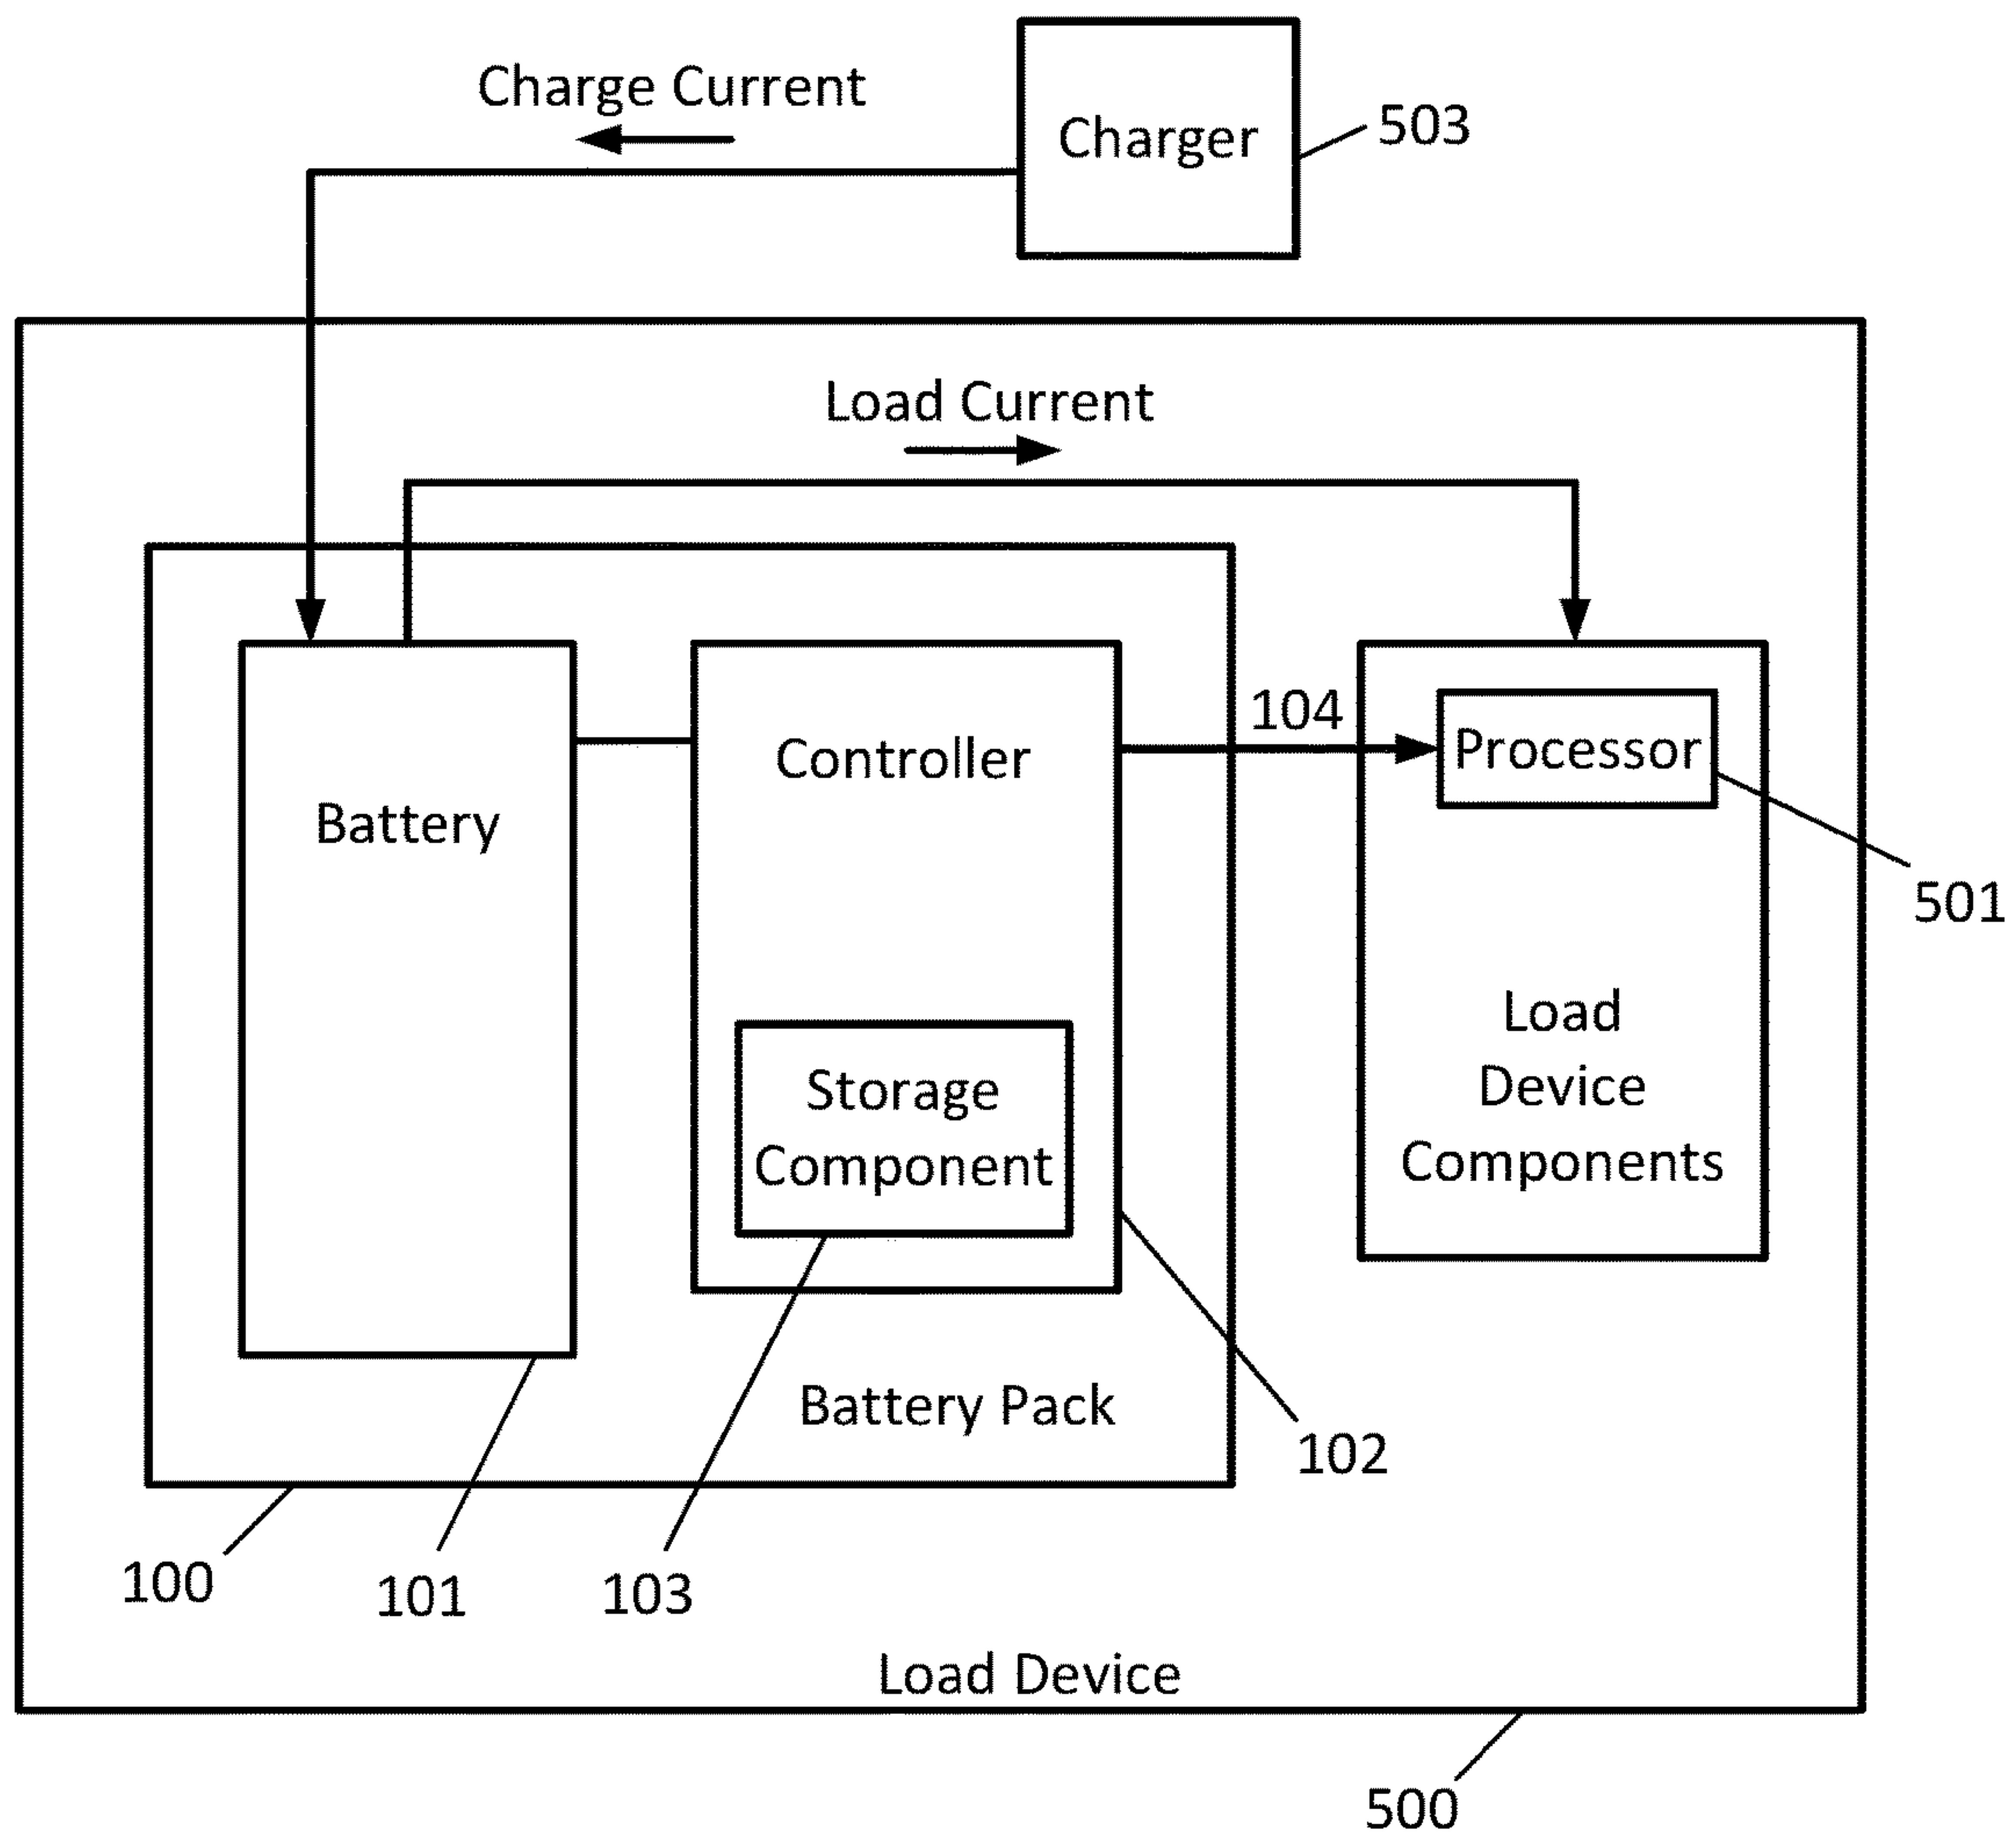 Charge Current
Charger
503
Load Current
104
Processor
Controller
Battery
501
Load
Device
Components
Storage
Component
Battery Pack
102
100
101
103
Load Device
500